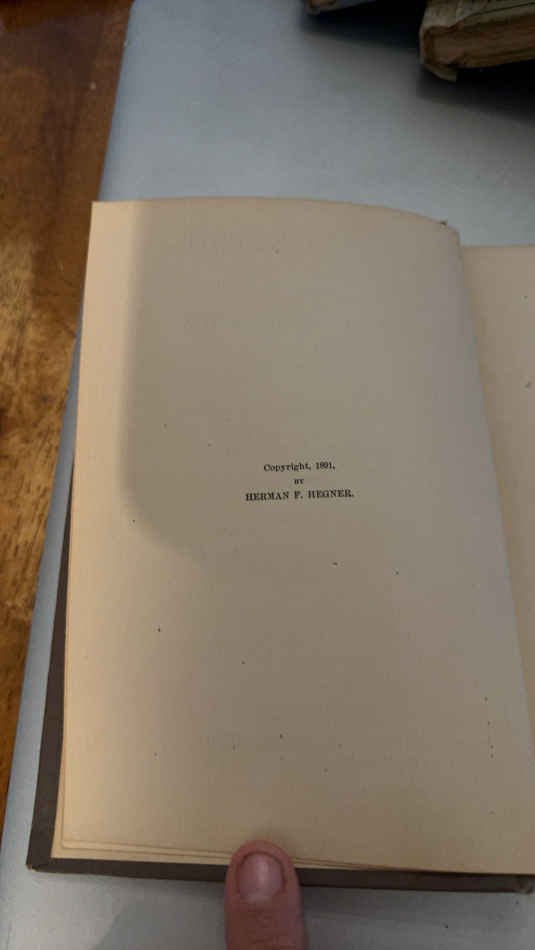 Copyright, 1891,
BY
HERMAN F. HEGNER.